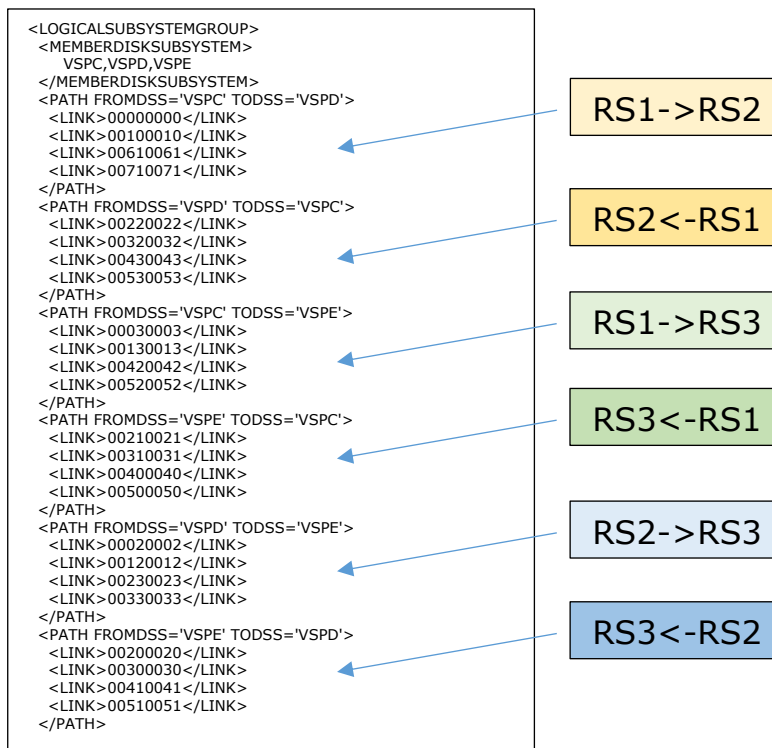 <LOGICALSUBSYSTEMGROUP>
<MEMBERDISKSUBSYSTEM>
VSPC,VSPD,VSPE
</MEMBERDISKSUBSYSTEM>
<PATH FROMDSS='VSPC' TODSS='VSPD'>
<LINK>00000000</LINK>
<LINK>00100010</LINK>
<LINK>00610061</LINK>
<LINK>00710071</LINK>
</PATH>
<PATH FROMDSS='VSPD' TODSS='VSPC'>
<LINK>00220022</LINK>
<LINK>00320032</LINK>
<LINK>00430043</LINK>
<LINK>00530053</LINK>
</PATH>
<PATH FROMDSS='VSPC' TODSS='VSPE'>
<LINK>00030003</LINK>
<LINK>00130013</LINK>
<LINK>00420042</LINK>
<LINK>00520052</LINK>
</PATH>
<PATH FROMDSS='VSPE' TODSS='VSPC'>
<LINK>00210021</LINK>
<LINK>00310031</LINK>
<LINK>00400040</LINK>
<LINK>00500050</LINK>
</PATH>
<PATH FROMDSS='VSPD' TODSS='VSPE'>
<LINK>00020002</LINK>
<LINK>00120012</LINK>
<LINK>00230023</LINK>
<LINK>00330033</LINK>
</PATH>
<PATH FROMDSS='VSPE' TODSS='VSPD'>
<LINK>00200020</LINK>
<LINK>00300030</LINK>
<LINK>00410041</LINK>
<LINK>00510051</LINK>
</PATH>
RS1->RS2
RS2<-RS1
RS1->RS3
RS3<-RS1
RS2->RS3
RS3<-RS2